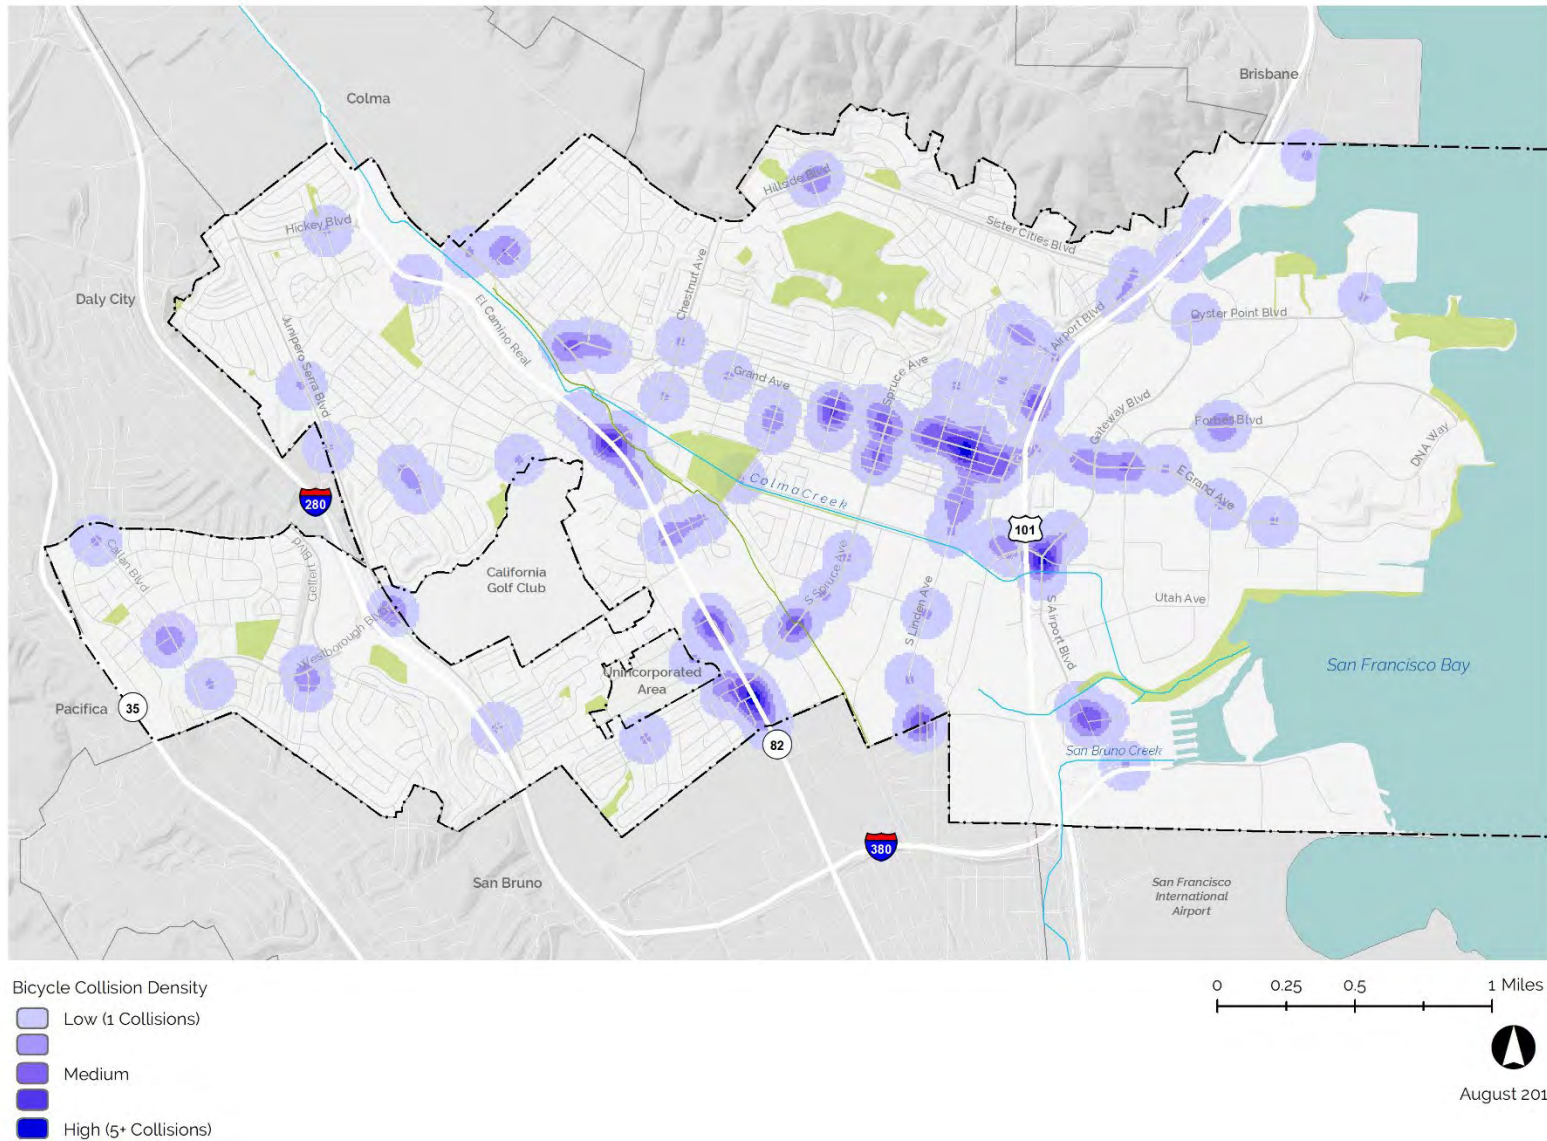 Brisbane
Colma
Hillside Blvd
Hickey Blvd
Sister Cities Blvd
Chestnut Ave
Daly City
El Camino Real
Junipero Serra Blvd
Airport Blvd
Oyster Point Blvd
Grand Ave
Spruce Ave
Gateway Blvd
Forbes Blvd
DNA Way
E Grand Ave
Colma Creek
280
101
Callan Blvd
Gellert Blvd
California
Golf Club
S Spruce Ave
S Linden Ave
Utah Ave
S Airport Blvd
Westborough Blvd
San Francisco Bay
Unincorporated
Area
Pacifica
35
82
San Bruno Creek
380
San Bruno
San Francisco
International
Airport
Bicycle Collision Density
Low (1 Collisions)
Medium
High (5+ Collisions)
0 0.25 0.5 1 Miles
August 201